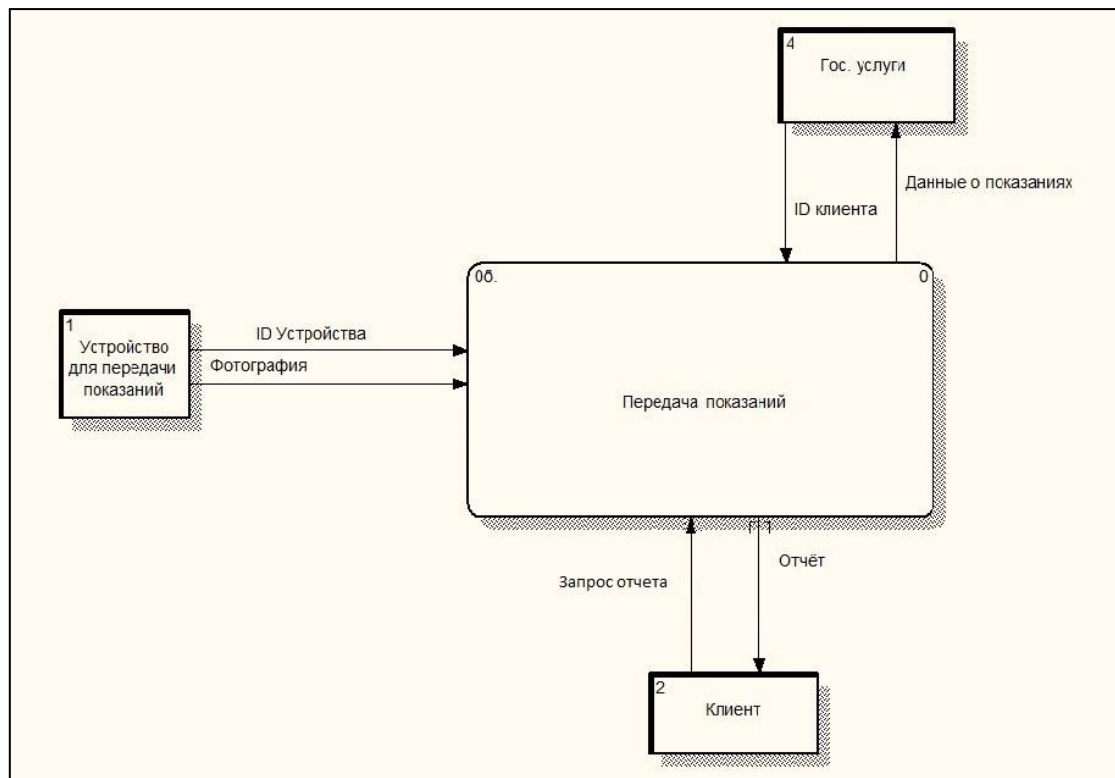 4
Гос. услуги
Данные о показаниях
ID клиента
0б.
0
1
Устройство
для передачи
показаний
ID Устройства
Фотография
Передача показаний
Отчёт
Запрос отчета
2
Клиент